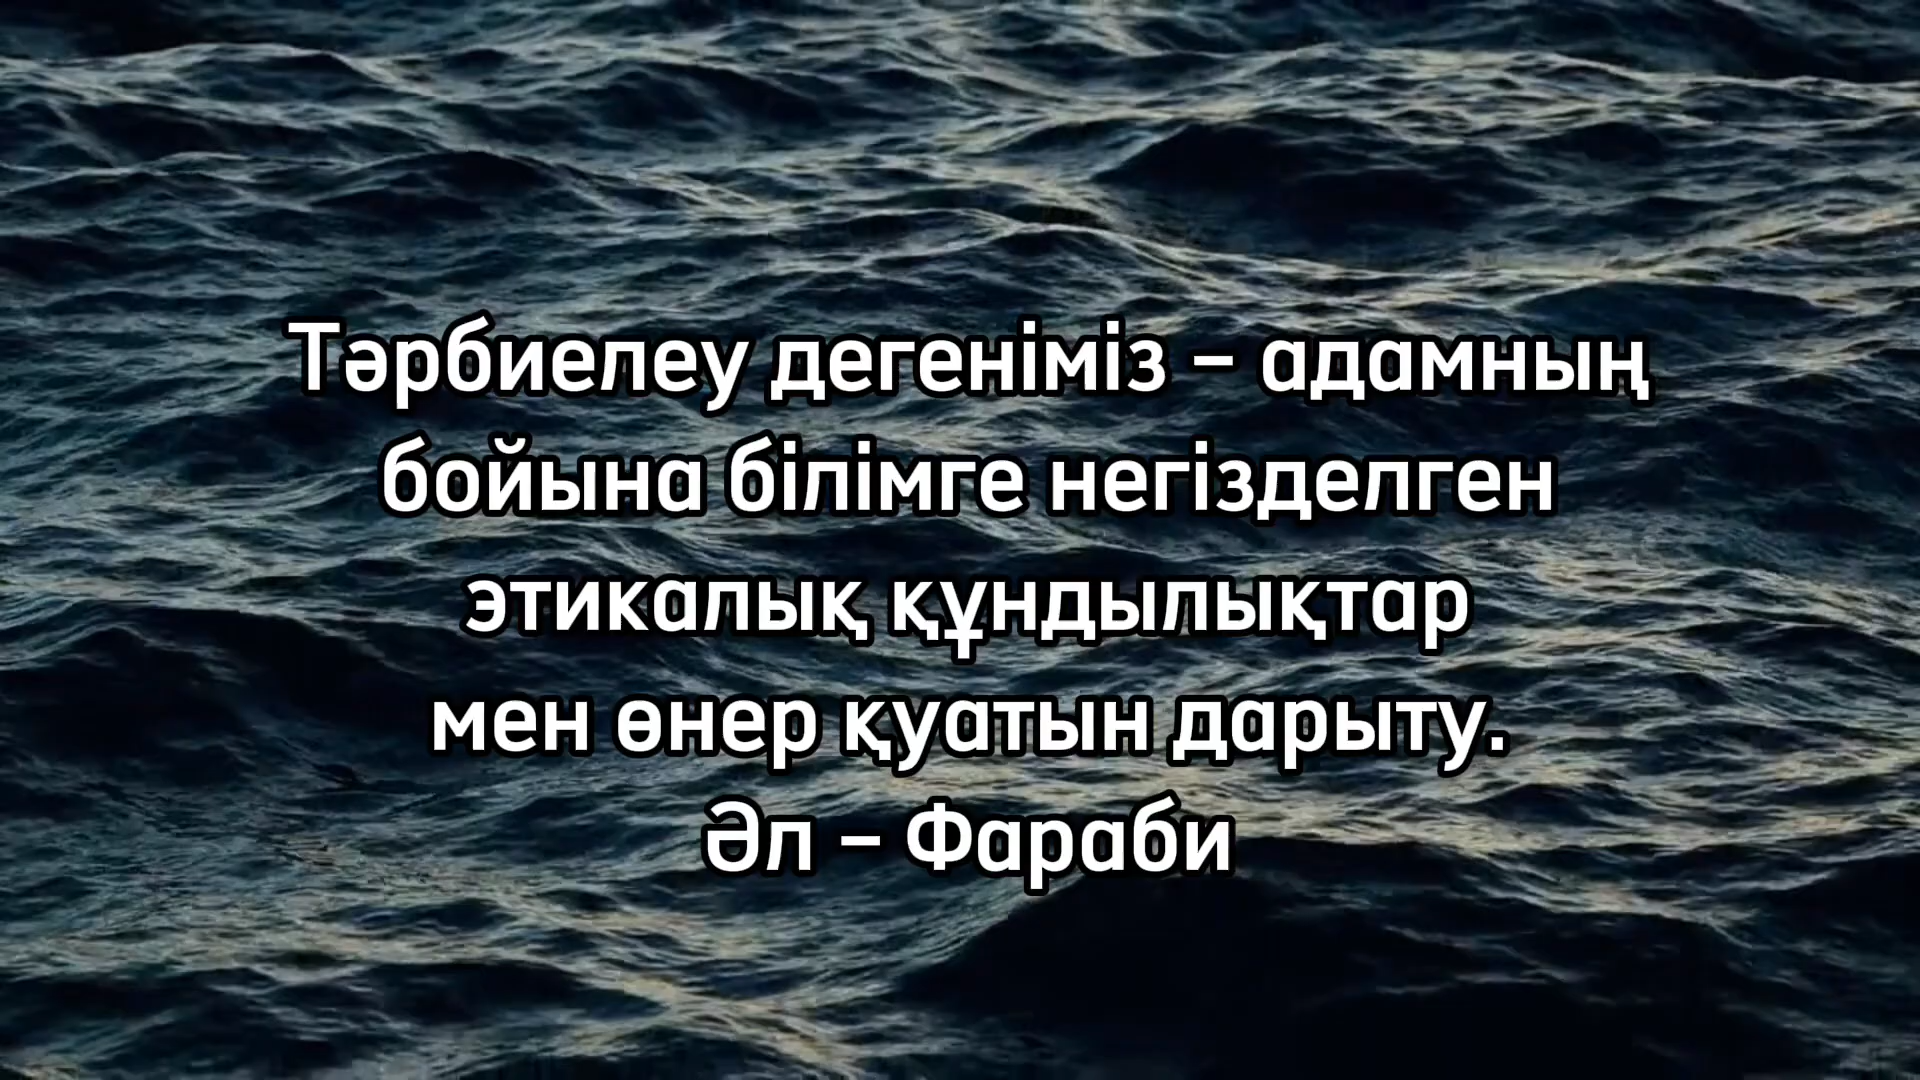 Тәрбиелеу дегеніміз – адамның
бойына білімге негізделген
этикалық құндылықтар
мен өнер қуатын дарыту.
Әл – Фараби